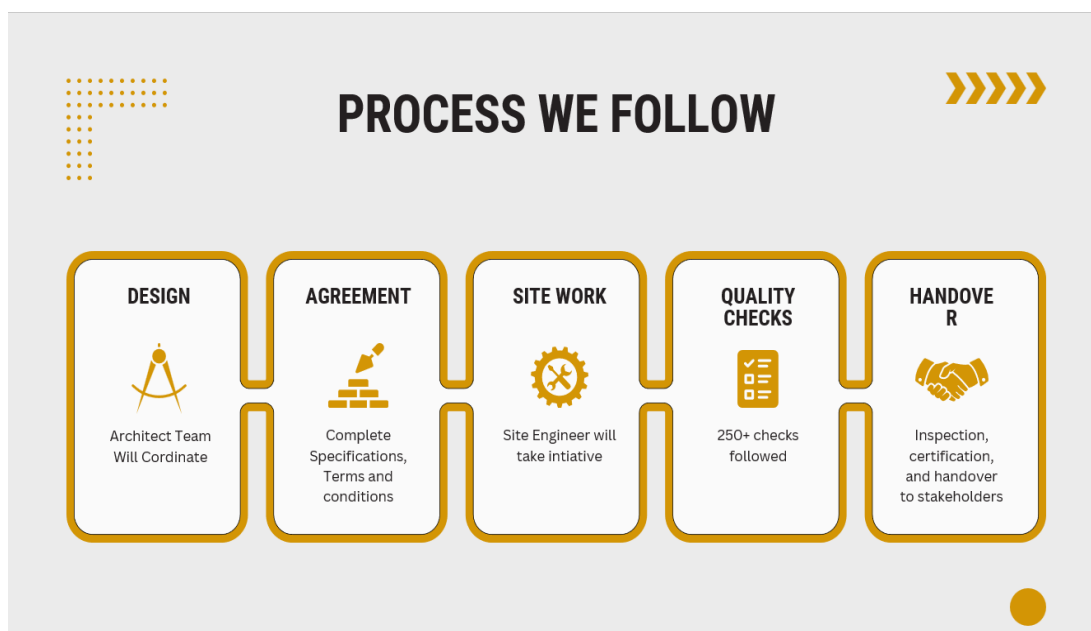 PROCESS WE FOLLOW
DESIGN
Architect Team
Will Cordinate
AGREEMENT
Complete
Specifications,
Terms and
conditions
SITE WORK
Site Engineer will
take intiative
QUALITY
CHECKS
250+ checks
followed
HANDOVE
R
Inspection,
certification,
and handover
to stakeholders